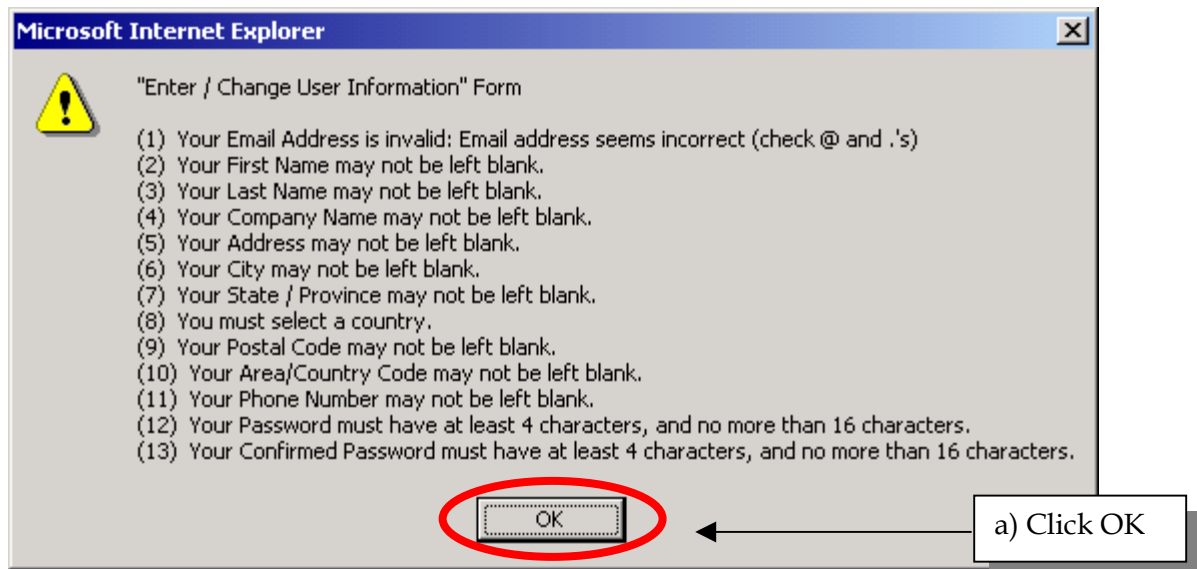 Microsoft Internet Explorer
"Enter / Change User Information" Form
(1) Your Email Address is invalid: Email address seems incorrect (check @ and .'s)
(2) Your First Name may not be left blank.
(3) Your Last Name may not be left blank.
(4) Your Company Name may not be left blank.
(5) Your Address may not be left blank.
(6) Your City may not be left blank.
(7) Your State / Province may not be left blank.
(8) You must select a country.
(9) Your Postal Code may not be left blank.
(10) Your Area/Country Code may not be left blank.
(11) Your Phone Number may not be left blank.
(12) Your Password must have at least 4 characters, and no more than 16 characters.
(13) Your Confirmed Password must have at least 4 characters, and no more than 16 characters.
OK
a) Click OK